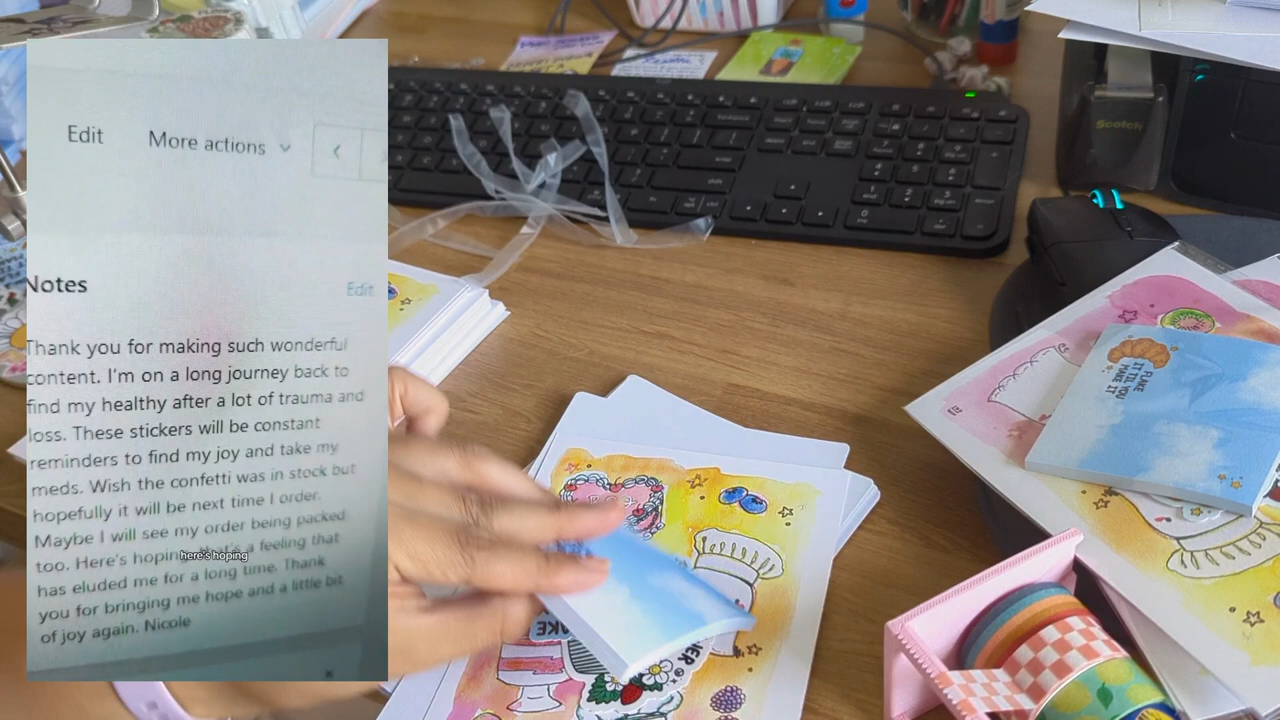 Edit
More actions
Notes
Edit
Thank you for making such wonderful
content. I'm on a long journey back to
find my healthy after a lot of trauma and
loss. These stickers will be constant
reminders to find my joy and take my
meds. Wish the confetti was in stock but
hopefully it will be next time I order.
Maybe I will see my order being packed
too. Here's hopin a feeling that
has eluded me for a long time. Thank
you for bringing me hope and a little bit
of joy again. Nicole
here's hoping
Scotch
FLAKE
IT TIL YOU
MAKE IT